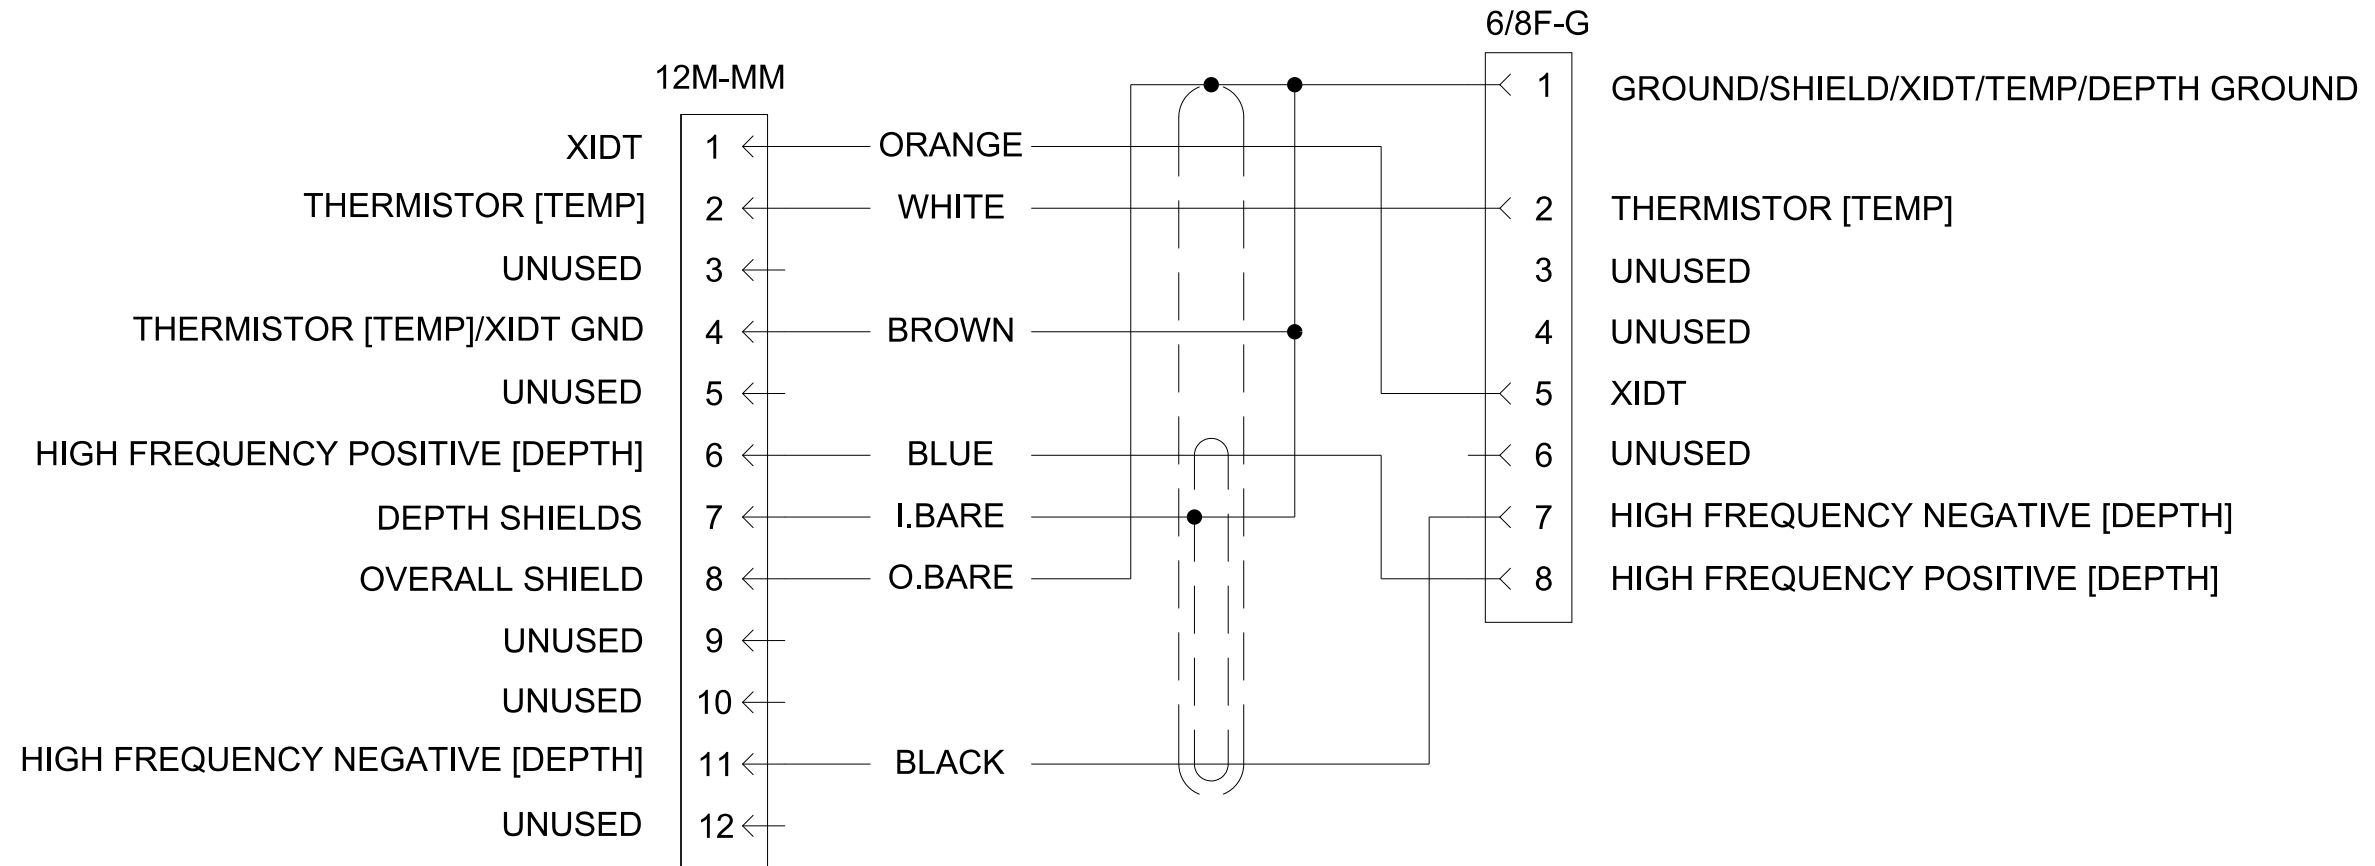 6/8F-G
12M-MM
1 GROUND/SHIELD/XIDT/TEMP/DEPTH GROUND
XIDT 1 ORANGE
THERMISTOR [TEMP] 2 WHITE 2 THERMISTOR [TEMP]
UNUSED 3 3 UNUSED
THERMISTOR [TEMP]/XIDT GND 4 BROWN 4 UNUSED
UNUSED 5 5 XIDT
HIGH FREQUENCY POSITIVE [DEPTH] 6 BLUE 6 UNUSED
DEPTH SHIELDS 7 I.BARE 7 HIGH FREQUENCY NEGATIVE [DEPTH]
OVERALL SHIELD 8 O.BARE 8 HIGH FREQUENCY POSITIVE [DEPTH]
UNUSED 9
UNUSED 10
HIGH FREQUENCY NEGATIVE [DEPTH] 11 BLACK
UNUSED 12